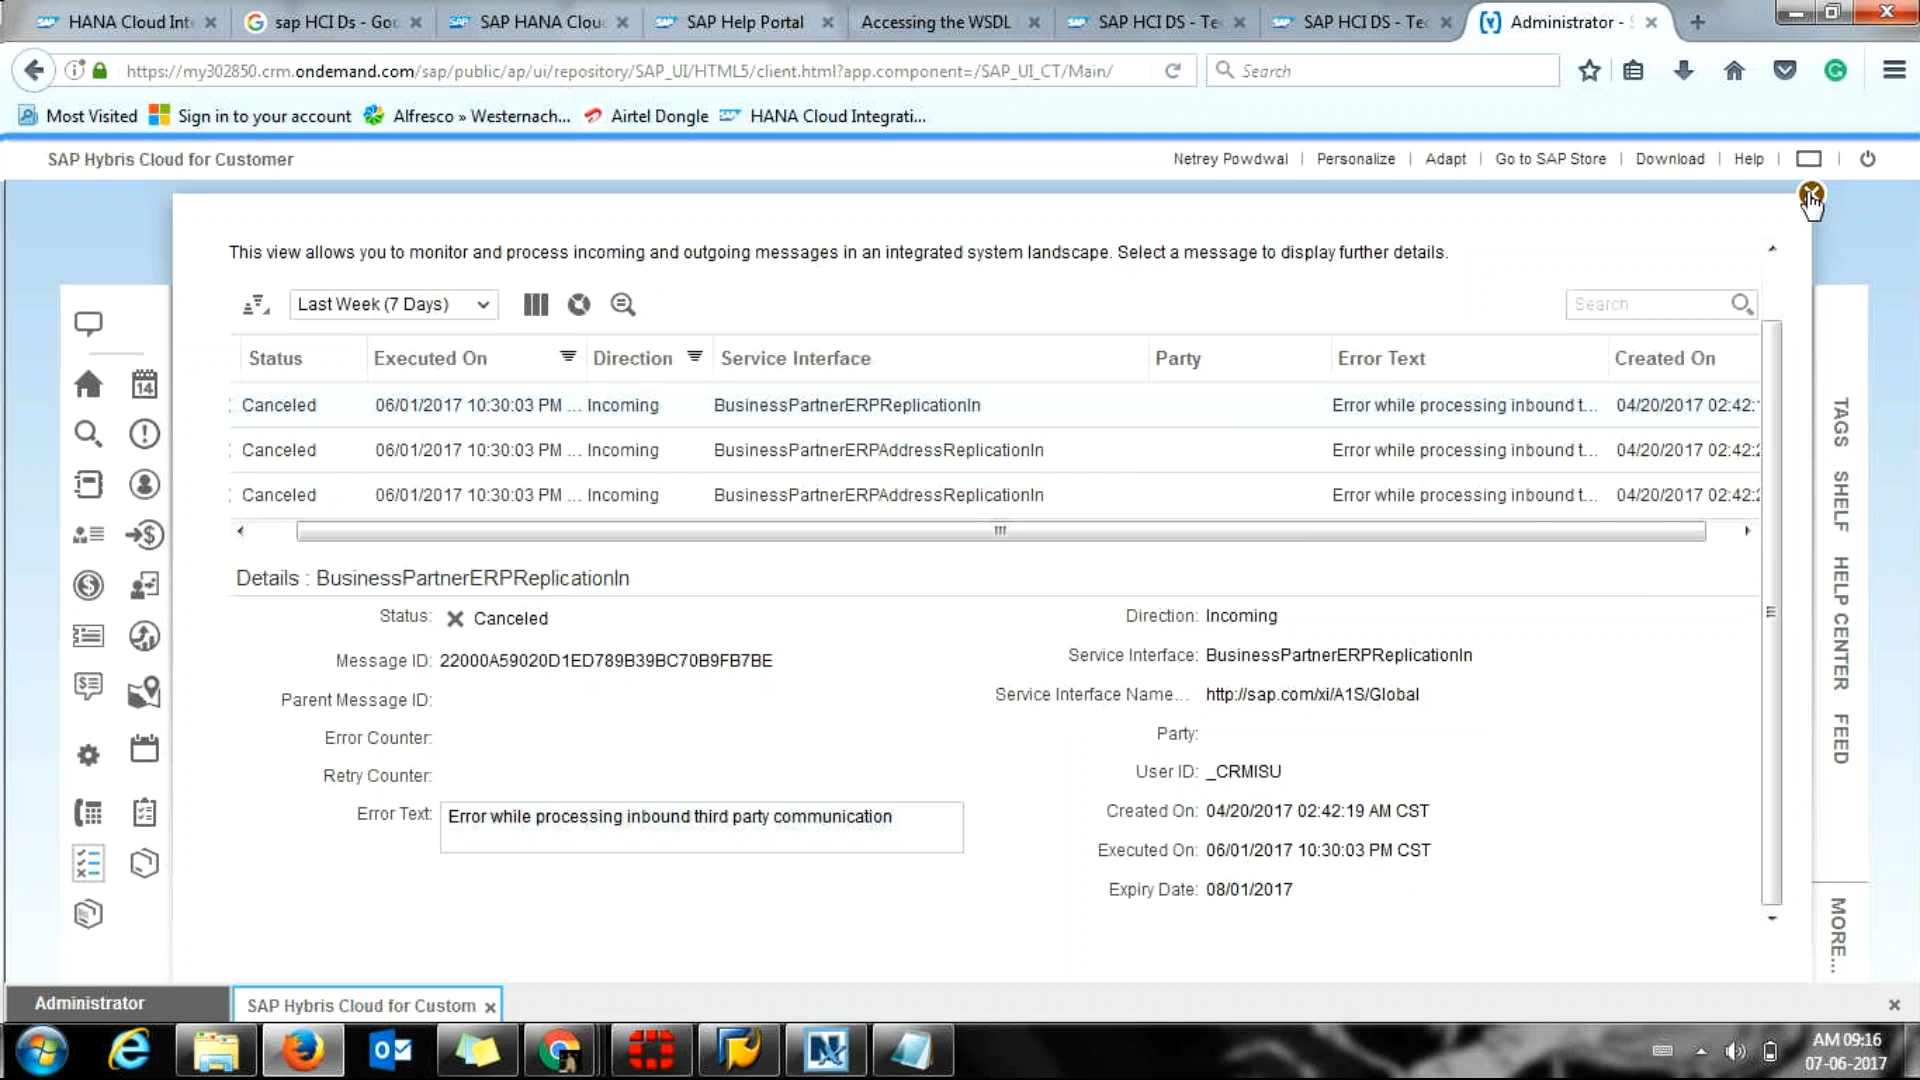 HANA Cloud Int
sap HCI Ds - Goo
SAP HANA Clou
SAP Help Portal
Accessing the WSDL
SAP HCI DS - Te
SAP HCI DS - Te
Administrator - S
https://my302850.crm.ondemand.com/sap/public/ap/ui/repository/SAP_UI/HTML5/client.html?app.component=/SAP_UI_CT/Main/
Search
Most Visited
Sign in to your account
Alfresco » Westernach...
Airtel Dongle
HANA Cloud Integrati...
SAP Hybris Cloud for Customer
Netrey Powdwal | Personalize | Adapt | Go to SAP Store | Download | Help
This view allows you to monitor and process incoming and outgoing messages in an integrated system landscape. Select a message to display further details.
Last Week (7 Days)
Search
Status Executed On Direction Service Interface Party Error Text Created On
Canceled 06/01/2017 10:30:03 PM ... Incoming BusinessPartnerERPReplicationIn Error while processing inbound t... 04/20/2017 02:42:
Canceled 06/01/2017 10:30:03 PM ... Incoming BusinessPartnerERPAddressReplicationIn Error while processing inbound t... 04/20/2017 02:42:2
Canceled 06/01/2017 10:30:03 PM ... Incoming BusinessPartnerERPAddressReplicationIn Error while processing inbound t... 04/20/2017 02:42:2
Details : BusinessPartnerERPReplicationIn
Status: Canceled
Message ID: 22000A59020D1ED789B39BC70B9FB7BE
Parent Message ID:
Error Counter:
Retry Counter:
Error Text: Error while processing inbound third party communication
Direction: Incoming
Service Interface: BusinessPartnerERPReplicationIn
Service Interface Name... http://sap.com/xi/A1S/Global
Party:
User ID: _CRMISU
Created On: 04/20/2017 02:42:19 AM CST
Executed On: 06/01/2017 10:30:03 PM CST
Expiry Date: 08/01/2017
14
TAGS
SHELF
HELP CENTER
FEED
MORE...
Administrator
SAP Hybris Cloud for Custom
AM 09:16
07-06-2017